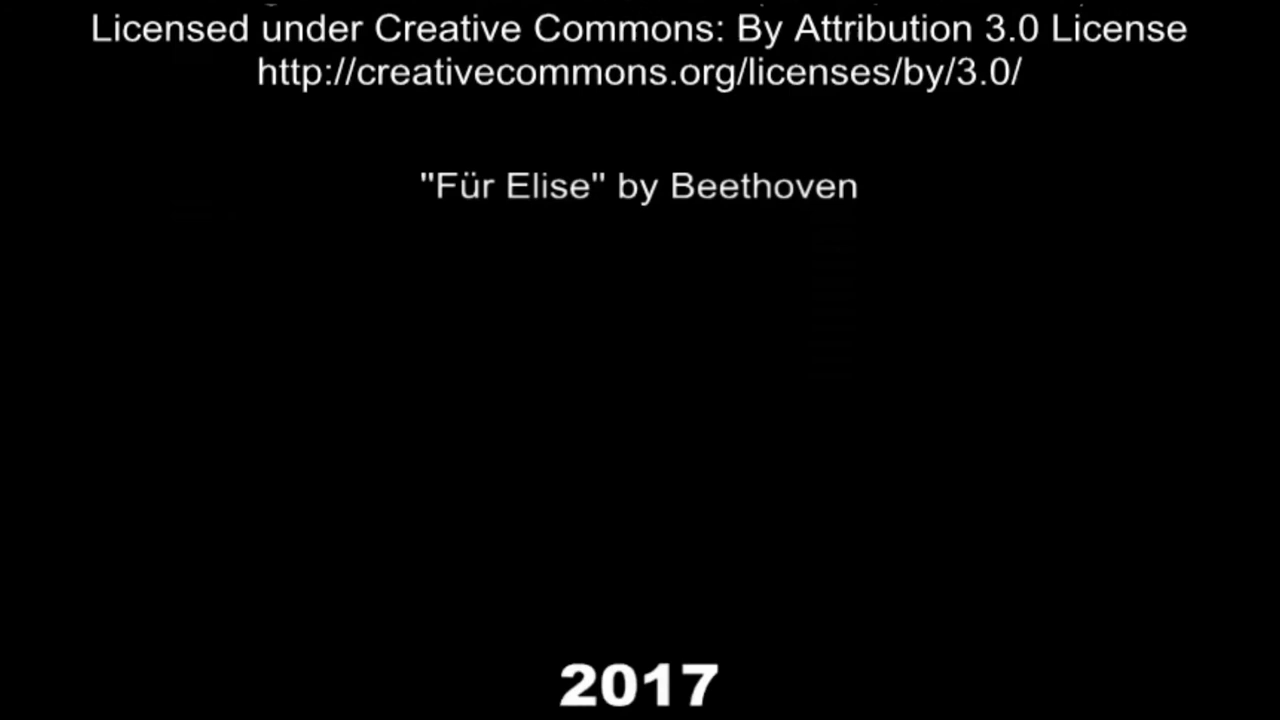 Licensed under Creative Commons: By Attribution 3.0 License
http://creativecommons.org/licenses/by/3.0/
"Für Elise" by Beethoven
2017